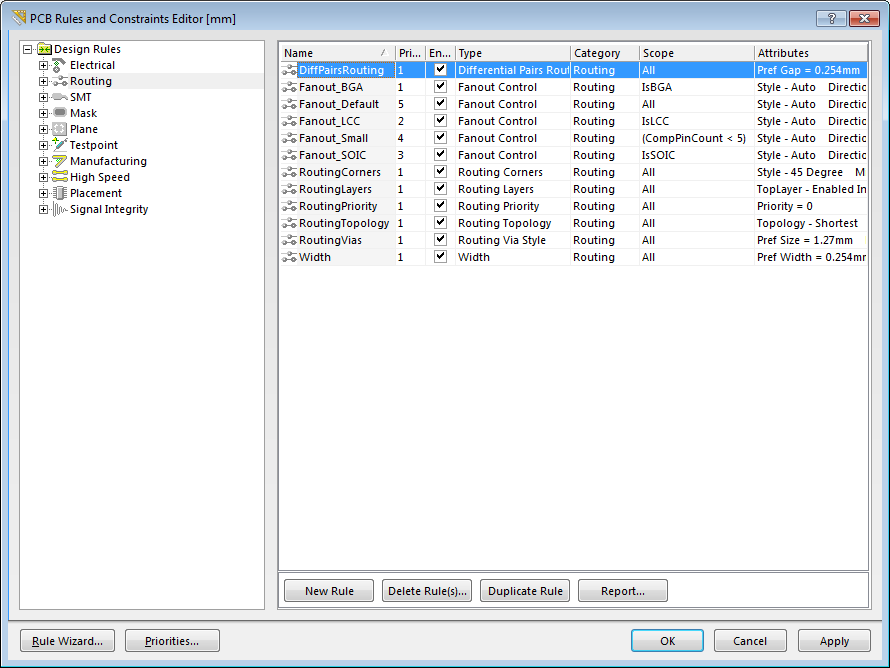 PCB Rules and Constraints Editor [mm]
Design Rules
Electrical
Routing
SMT
Mask
Plane
Testpoint
Manufacturing
High Speed
Placement
Signal Integrity
Name Pri... En... Type Category Scope Attributes
DiffPairsRouting 1 Differential Pairs Rout Routing All Pref Gap = 0.254mm
Fanout_BGA 1 Fanout Control Routing IsBGA Style - Auto Directic
Fanout_Default 5 Fanout Control Routing All Style - Auto Directic
Fanout_LCC 2 Fanout Control Routing IsLCC Style - Auto Directic
Fanout_Small 4 Fanout Control Routing (CompPinCount < 5) Style - Auto Directic
Fanout_SOIC 3 Fanout Control Routing IsSOIC Style - Auto Directic
RoutingCorners 1 Routing Corners Routing All Style - 45 Degree M
RoutingLayers 1 Routing Layers Routing All TopLayer - Enabled In
RoutingPriority 1 Routing Priority Routing All Priority = 0
RoutingTopology 1 Routing Topology Routing All Topology - Shortest
RoutingVias 1 Routing Via Style Routing All Pref Size = 1.27mm
Width 1 Width Routing All Pref Width = 0.254mr
New Rule Delete Rule(s)... Duplicate Rule Report...
Rule Wizard... Priorities... OK Cancel Apply